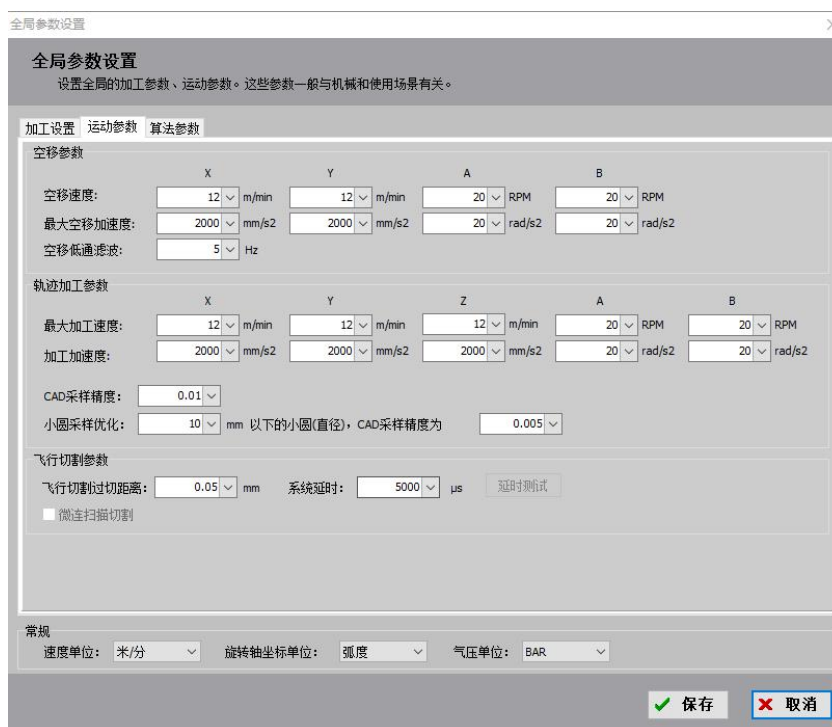 全局参数设置
全局参数设置
设置全局的加工参数、运动参数。这些参数一般与机械和使用场景有关。
加工设置 运动参数 算法参数
空移参数
X Y A B
空移速度: 12 m/min 12 m/min 20 RPM 20 RPM
最大空移加速度: 2000 mm/s2 2000 mm/s2 20 rad/s2 20 rad/s2
空移低通滤波: 5 Hz
轨迹加工参数
X Y Z A B
最大加工速度: 12 m/min 12 m/min 12 m/min 20 RPM 20 RPM
加工加速度: 2000 mm/s2 2000 mm/s2 2000 mm/s2 20 rad/s2 20 rad/s2
CAD采样精度: 0.01
小圆采样优化: 10 mm 以下的小圆(直径), CAD采样精度为 0.005
飞行切割参数
飞行切割过切距离: 0.05 mm 系统延时: 5000 μs 延时测试
微连扫描切割
常规
速度单位: 米/分 旋转轴坐标单位: 弧度 气压单位: BAR
保存 取消